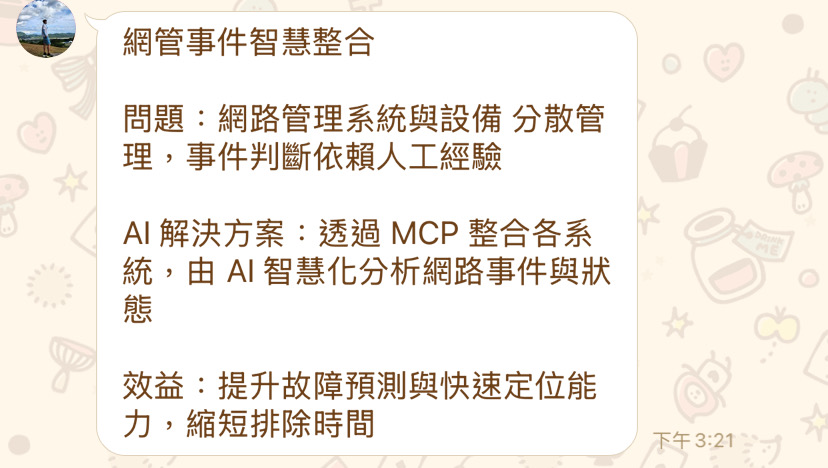 網管事件智慧整合
問題：網路管理系統與設備 分散管
理，事件判斷依賴人工經驗
AI 解決方案：透過 MCP 整合各系
統，由 AI 智慧化分析網路事件與狀
態
效益：提升故障預測與快速定位能
力，縮短排除時間
下午 3:21